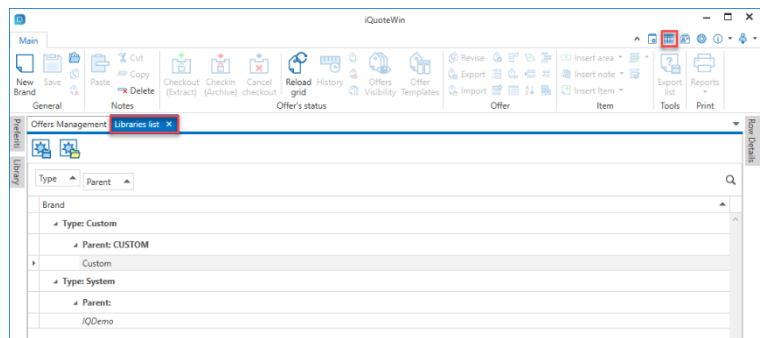 iQuoteWin
Main
New Brand
Save
Paste
Cut
Copy
Delete
Checkout (Extract)
Checkin (Archive)
Cancel checkout
Reload grid
History
Offers Visibility
Offer Templates
Revise
Export
Import
Insert area
Insert note
Insert Item
Export list
Reports
General
Notes
Offer's status
Offer
Item
Tools
Print
Preferiti
Library
Offers Management
Libraries list
Row Details
Type
Parent
Brand
Type: Custom
Parent: CUSTOM
Custom
Type: System
Parent:
IQDemo